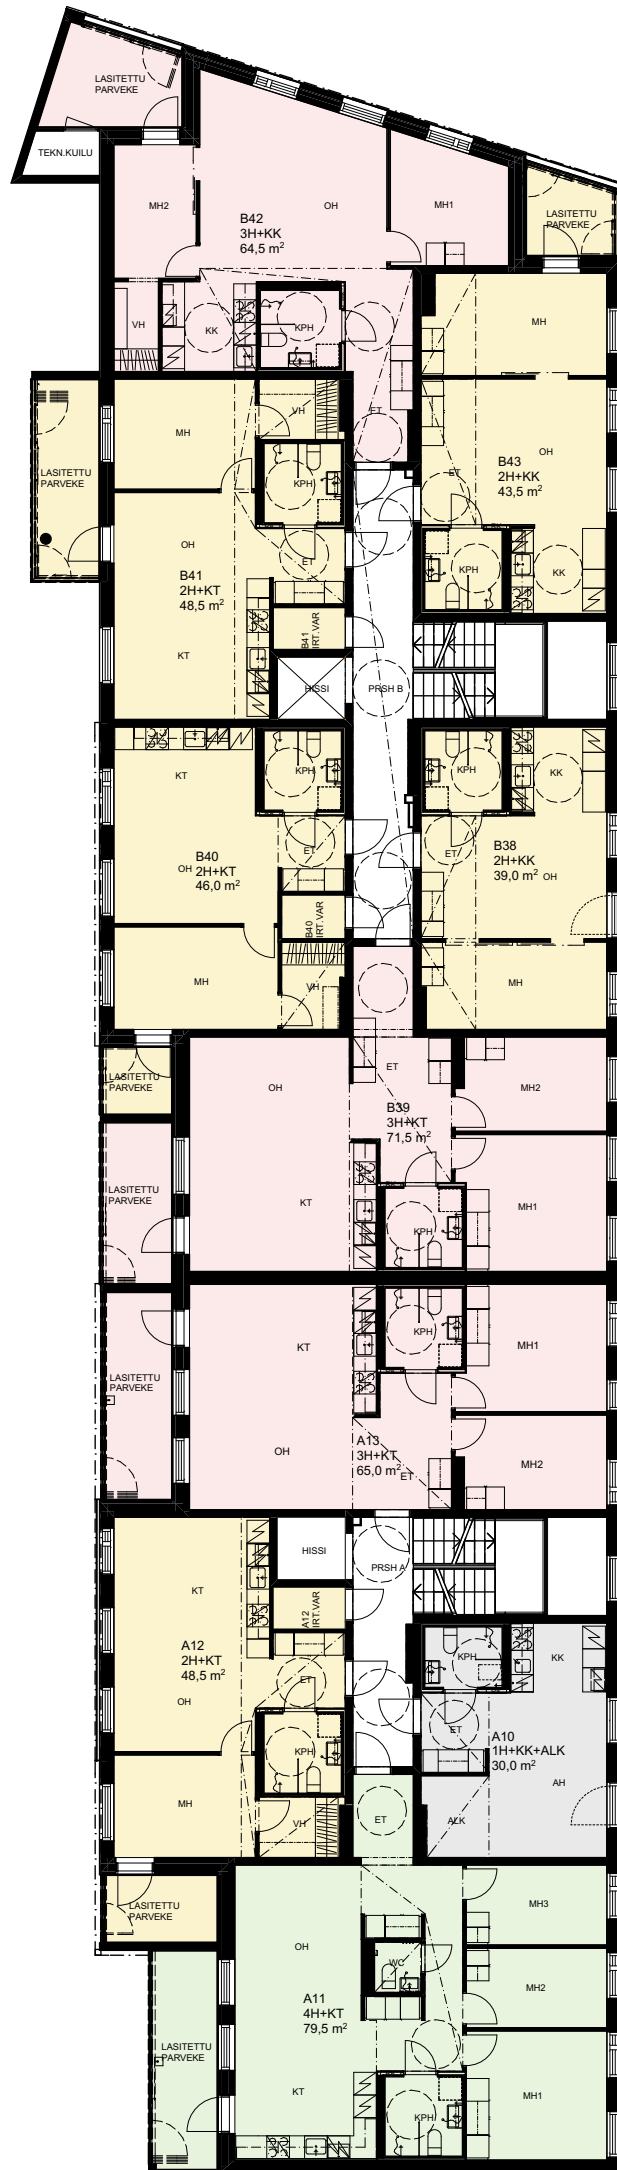 LASITETTU
PARVEKE
TEKN.KUILU
MH2
OH
MH1
B42
3H+KK
64,5 m²
LASITETTU
PARVEKE
VH
KK
KPH
ET
MH
MH
VH
LASITETTU
PARVEKE
KPH
OH
B43
2H+KK
43,5 m²
ET
KPH
KK
OH
B41
2H+KT
48,5 m²
ET
KT
B41
IRT.VAR
HISSI
PRSH B
KT
KPH
KPH
KK
B40
2H+KT
46,0 m²
OH
ET
ET
B38
2H+KK
39,0 m²
OH
B40
IRT.VAR
MH
VH
MH
LASITETTU
PARVEKE
OH
ET
MH2
B39
3H+KT
71,5 m²
LASITETTU
PARVEKE
KT
MH1
KPH
KT
KPH
MH1
LASITETTU
PARVEKE
OH
A13
3H+KT
65,0 m²
ET
MH2
HISSI
PRSH A
KT
A12
IRT.VAR
A12
2H+KT
48,5 m²
OH
ET
KPH
KK
ET
A10
1H+KK+ALK
30,0 m²
KPH
AH
MH
VH
ET
ALK
LASITETTU
PARVEKE
MH3
OH
WC
MH2
A11
4H+KT
79,5 m²
LASITETTU
PARVEKE
KT
KPH
MH1